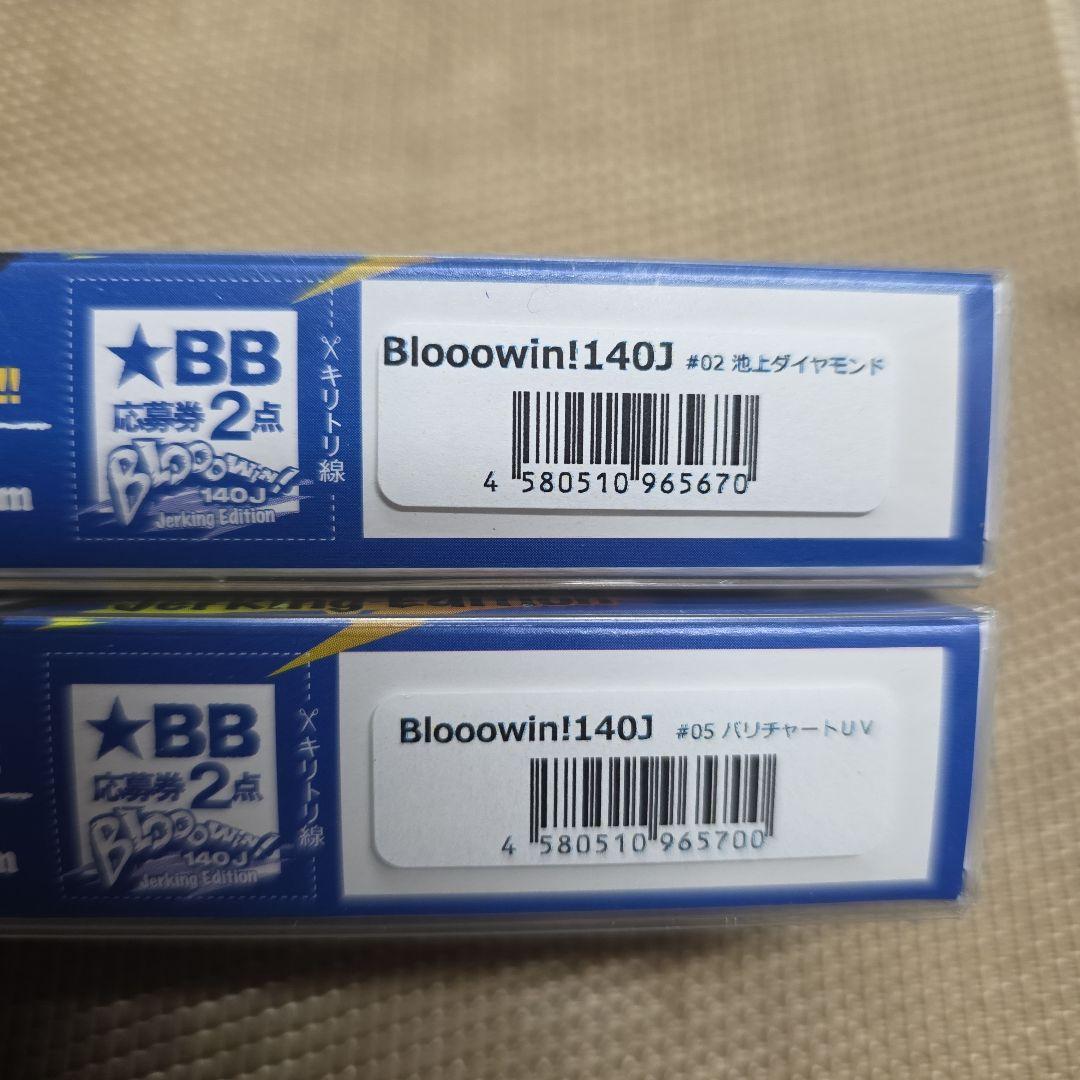 !!
m
★BB
応募券2点
BLOOOWIN!
140J
Jerking Edition
キリトリ線
Blooowin!140J #02 池上ダイヤモンド
4 580510 965670
Jerking Edition
m
★BB
応募券2点
BLOOOWIN!
140J
Jerking Edition
キリトリ線
Blooowin!140J #05 バリチャートUV
4 580510 965700